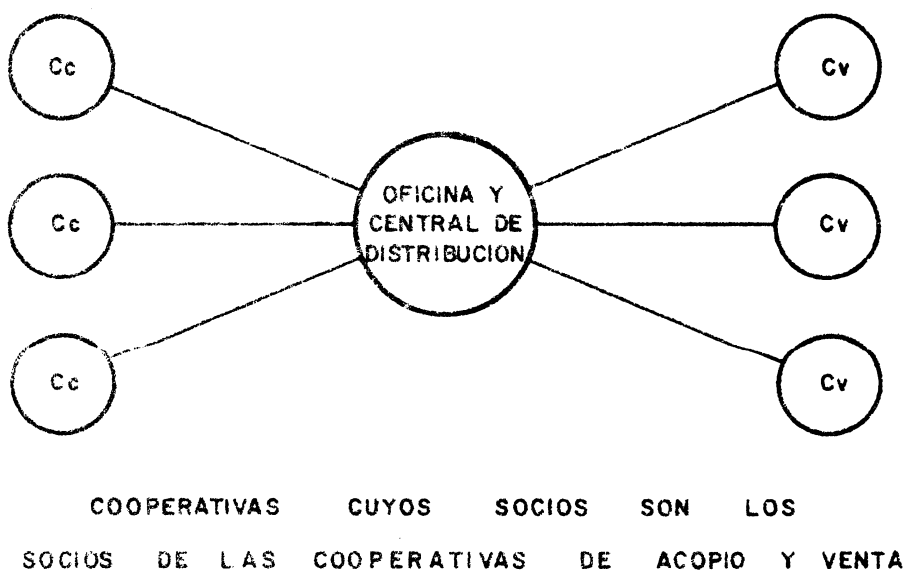 Cc
Cv
OFICINA Y
CENTRAL DE
DISTRIBUCION
Cc
Cv
Cc
Cv
COOPERATIVAS CUYOS SOCIOS SON LOS
SOCIOS DE LAS COOPERATIVAS DE ACOPIO Y VENTA